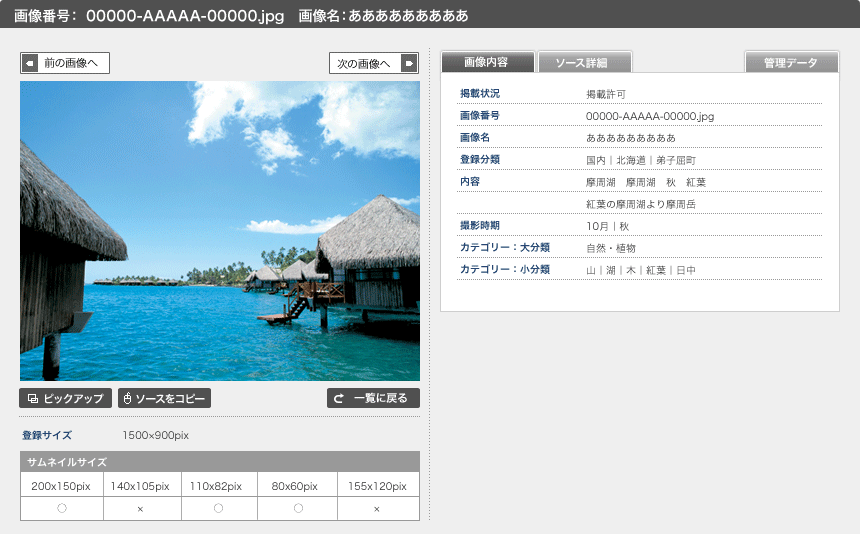 画像番号： 00000-AAAAA-00000.jpg　画像名：あああああああああ
前の画像へ
次の画像へ
ピックアップ
ソースをコピー
一覧に戻る
登録サイズ 1500×900pix
サムネイルサイズ
200x150pix 140x105pix 110x82pix 80x60pix 155x120pix
○ × ○ ○ ×
画像内容 ソース詳細 管理データ
掲載状況 掲載許可
画像番号 00000-AAAAA-00000.jpg
画像名 あああああああああ
登録分類 国内｜北海道｜弟子屈町
内容 摩周湖　摩周湖　秋　紅葉
紅葉の摩周湖より摩周岳
撮影時期 10月｜秋
カテゴリー：大分類 自然・植物
カテゴリー：小分類 山｜湖｜木｜紅葉｜日中